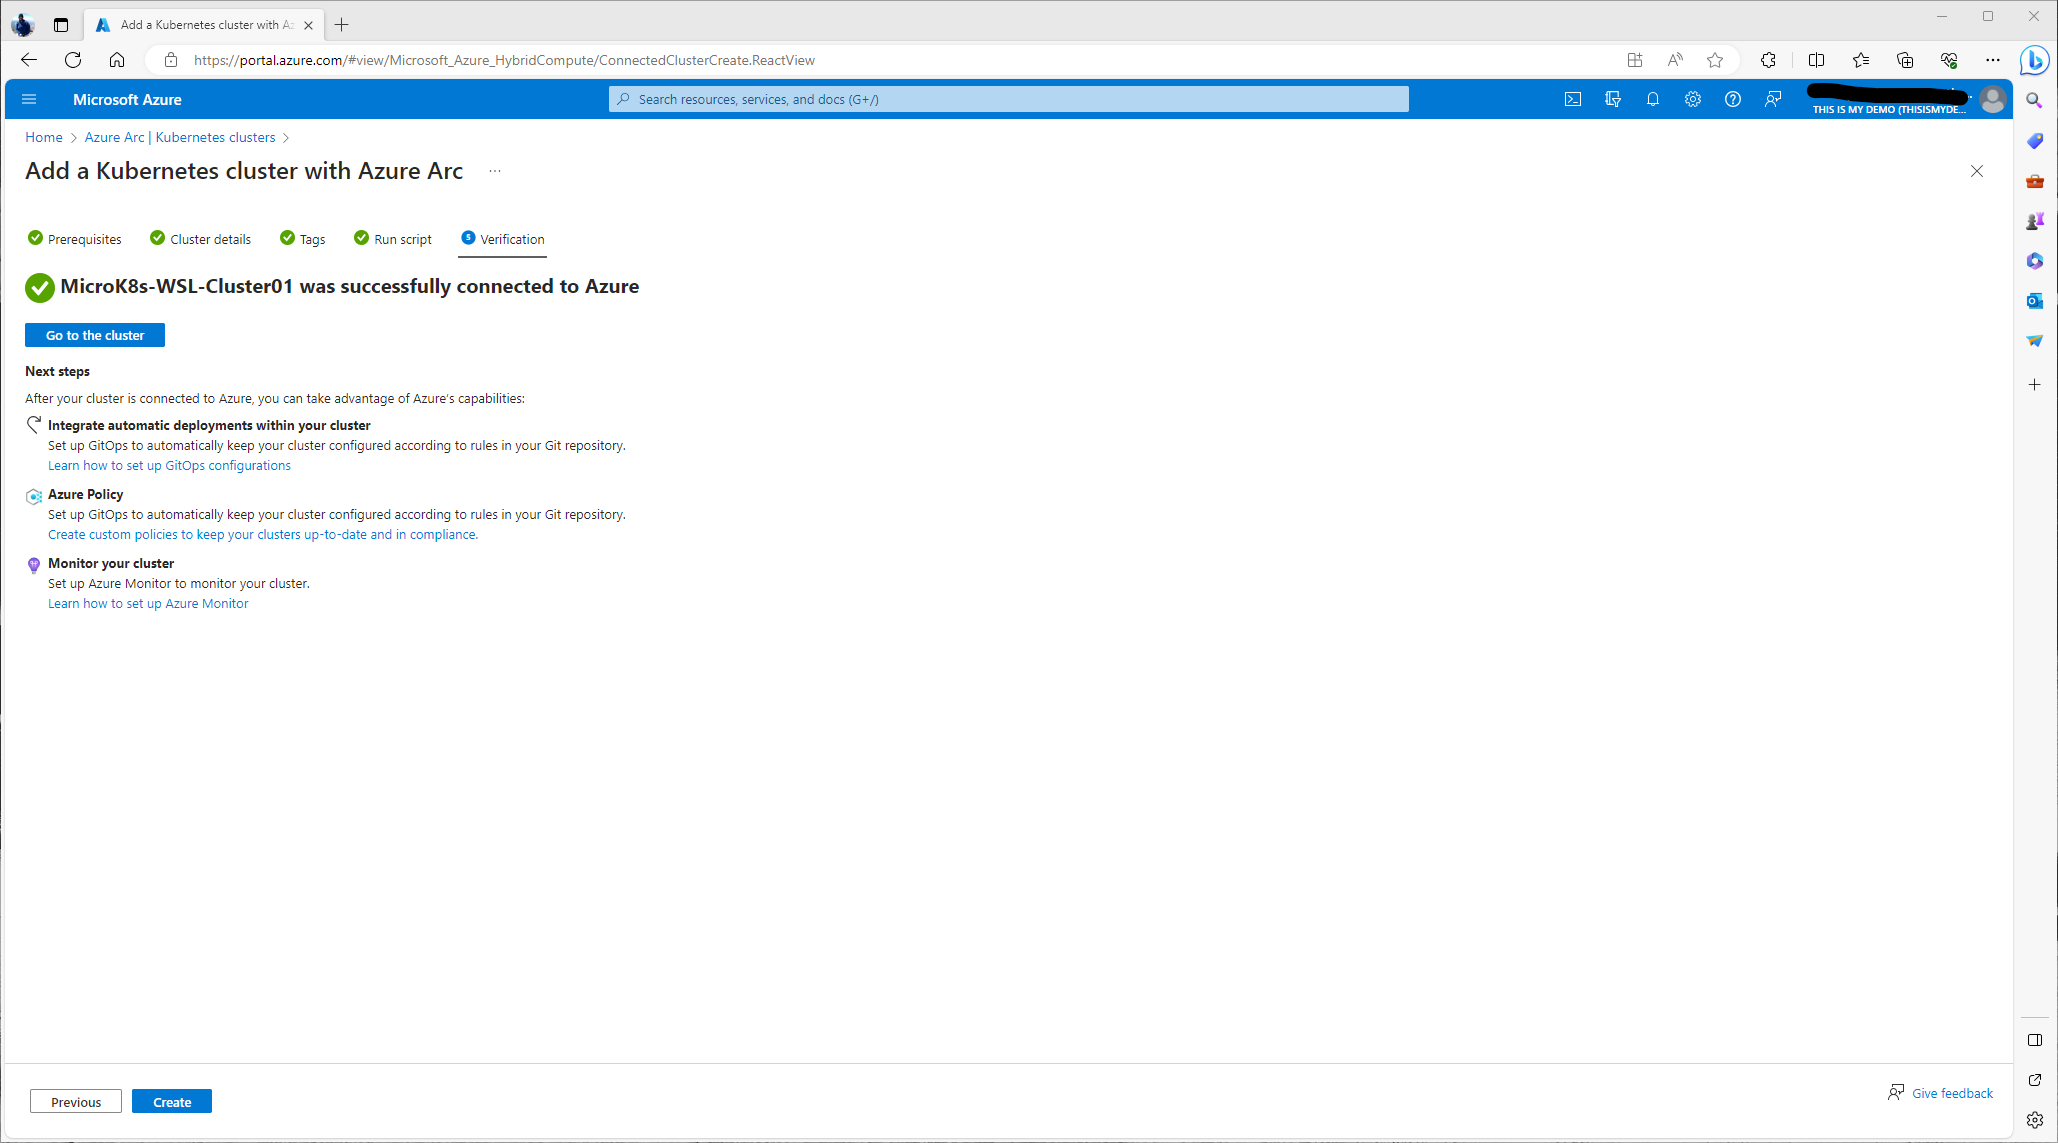 Add a Kubernetes cluster with Az
https://portal.azure.com/#view/Microsoft_Azure_HybridCompute/ConnectedClusterCreate.ReactView
Microsoft Azure
Search resources, services, and docs (G+/)
THIS IS MY DEMO (THISISMYDE...
Home > Azure Arc | Kubernetes clusters >
Add a Kubernetes cluster with Azure Arc ...
Prerequisites
Cluster details
Tags
Run script
5 Verification
MicroK8s-WSL-Cluster01 was successfully connected to Azure
Go to the cluster
Next steps
After your cluster is connected to Azure, you can take advantage of Azure's capabilities:
Integrate automatic deployments within your cluster
Set up GitOps to automatically keep your cluster configured according to rules in your Git repository.
Learn how to set up GitOps configurations
Azure Policy
Set up GitOps to automatically keep your cluster configured according to rules in your Git repository.
Create custom policies to keep your clusters up-to-date and in compliance.
Monitor your cluster
Set up Azure Monitor to monitor your cluster.
Learn how to set up Azure Monitor
Previous
Create
Give feedback